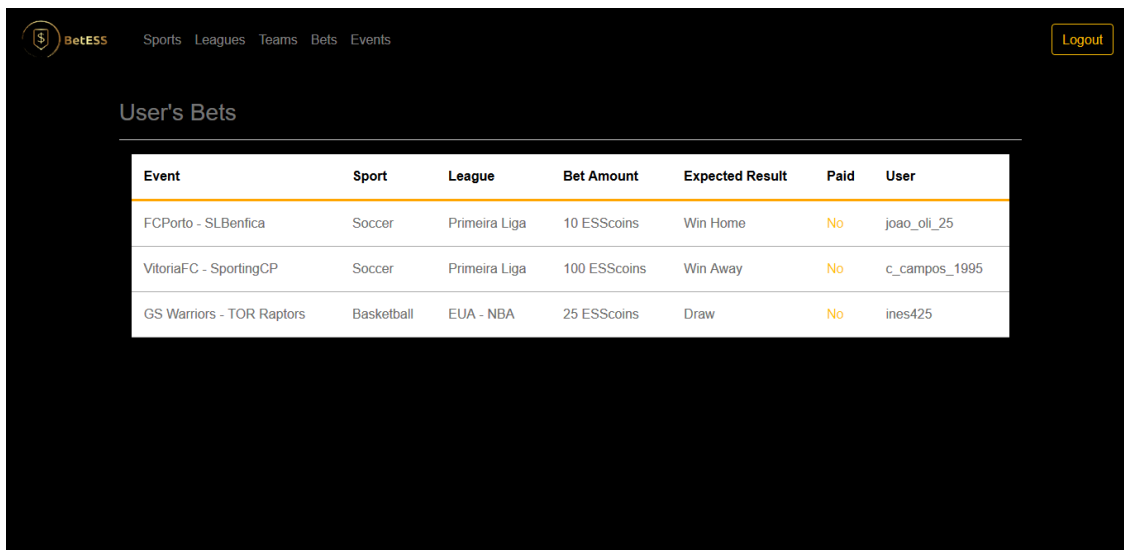 $ BetESS Sports Leagues Teams Bets Events Logout
User's Bets
Event Sport League Bet Amount Expected Result Paid User
FCPorto - SLBenfica Soccer Primeira Liga 10 ESScoins Win Home No joao_oli_25
VitoriaFC - SportingCP Soccer Primeira Liga 100 ESScoins Win Away No c_campos_1995
GS Warriors - TOR Raptors Basketball EUA - NBA 25 ESScoins Draw No ines425